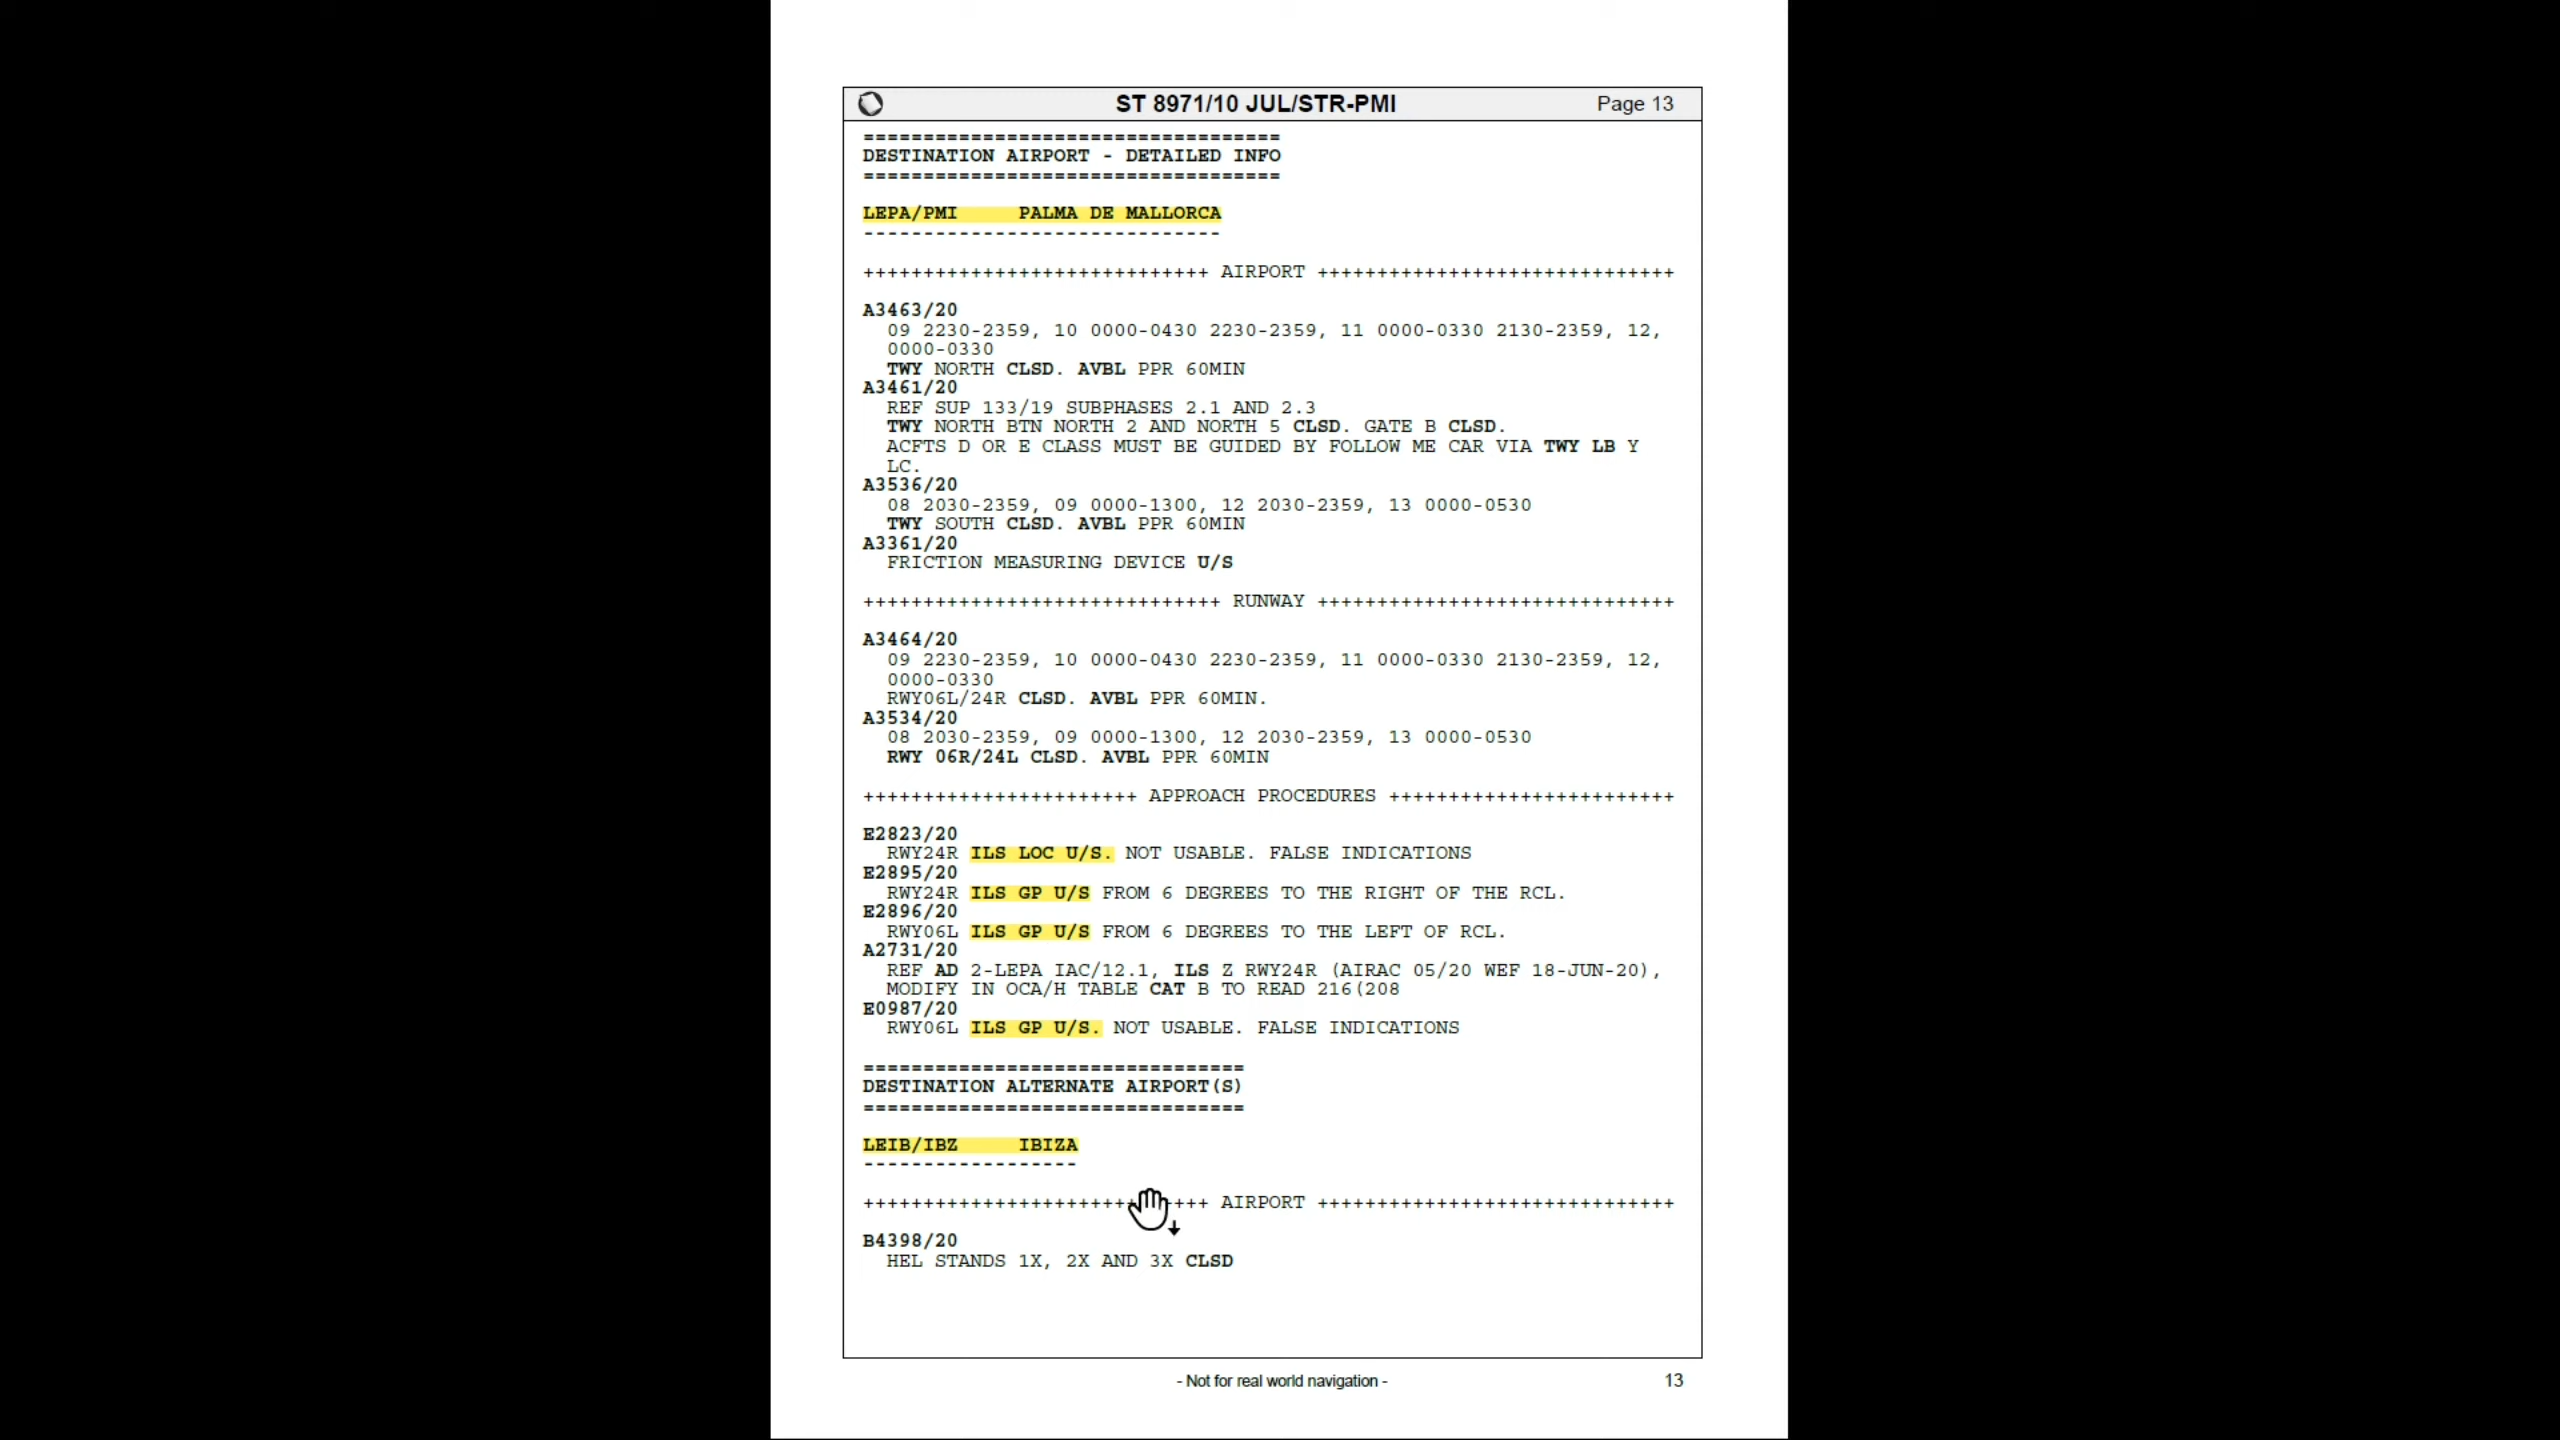 ST 8971/10 JUL/STR-PMI Page 13
===================================
DESTINATION AIRPORT - DETAILED INFO
===================================
LEPA/PMI PALMA DE MALLORCA
------------------------------
+++++++++++++++++++++++++++++ AIRPORT ++++++++++++++++++++++++++++++
A3463/20
09 2230-2359, 10 0000-0430 2230-2359, 11 0000-0330 2130-2359, 12,
0000-0330
TWY NORTH CLSD. AVBL PPR 60MIN
A3461/20
REF SUP 133/19 SUBPHASES 2.1 AND 2.3
TWY NORTH BTN NORTH 2 AND NORTH 5 CLSD. GATE B CLSD.
ACFTS D OR E CLASS MUST BE GUIDED BY FOLLOW ME CAR VIA TWY LB Y
LC.
A3536/20
08 2030-2359, 09 0000-1300, 12 2030-2359, 13 0000-0530
TWY SOUTH CLSD. AVBL PPR 60MIN
A3361/20
FRICTION MEASURING DEVICE U/S
++++++++++++++++++++++++++++++ RUNWAY ++++++++++++++++++++++++++++++
A3464/20
09 2230-2359, 10 0000-0430 2230-2359, 11 0000-0330 2130-2359, 12,
0000-0330
RWY06L/24R CLSD. AVBL PPR 60MIN.
A3534/20
08 2030-2359, 09 0000-1300, 12 2030-2359, 13 0000-0530
RWY 06R/24L CLSD. AVBL PPR 60MIN
+++++++++++++++++++++++ APPROACH PROCEDURES ++++++++++++++++++++++++
E2823/20
RWY24R ILS LOC U/S. NOT USABLE. FALSE INDICATIONS
E2895/20
RWY24R ILS GP U/S FROM 6 DEGREES TO THE RIGHT OF THE RCL.
E2896/20
RWY06L ILS GP U/S FROM 6 DEGREES TO THE LEFT OF RCL.
A2731/20
REF AD 2-LEPA IAC/12.1, ILS Z RWY24R (AIRAC 05/20 WEF 18-JUN-20),
MODIFY IN OCA/H TABLE CAT B TO READ 216(208
E0987/20
RWY06L ILS GP U/S. NOT USABLE. FALSE INDICATIONS
================================
DESTINATION ALTERNATE AIRPORT(S)
================================
LEIB/IBZ IBIZA
------------------
+++++++++++++++++++++++++++++ AIRPORT ++++++++++++++++++++++++++++++
B4398/20
HEL STANDS 1X, 2X AND 3X CLSD
- Not for real world navigation - 13